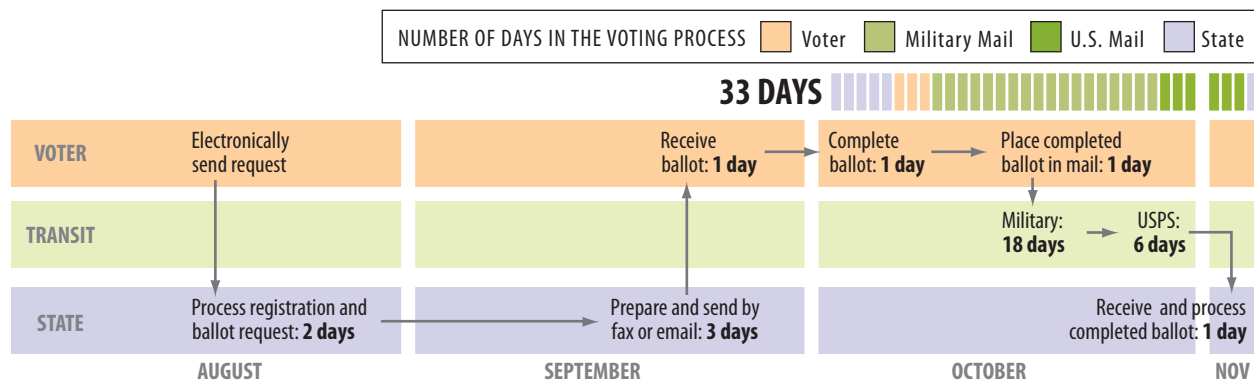 NUMBER OF DAYS IN THE VOTING PROCESS Voter Military Mail U.S. Mail State
33 DAYS
VOTER
Electronically
send request
Receive
ballot: 1 day
Complete
ballot: 1 day
Place completed
ballot in mail: 1 day
TRANSIT
Military:
18 days
USPS:
6 days
STATE
Process registration and
ballot request: 2 days
Prepare and send by
fax or email: 3 days
Receive and process
completed ballot: 1 day
AUGUST SEPTEMBER OCTOBER NOV